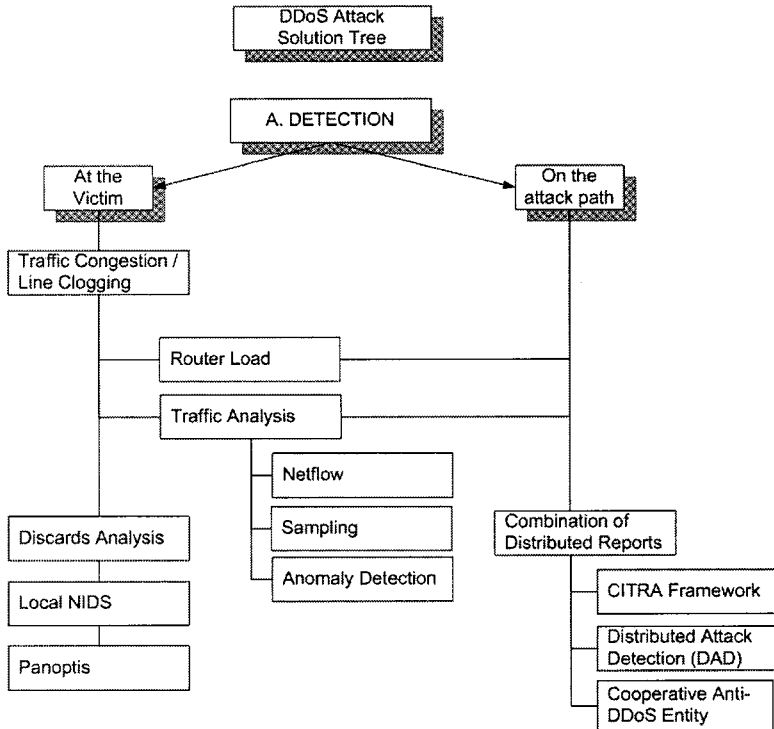 DDoS Attack
Solution Tree
A. DETECTION
At the
Victim
On the
attack path
Traffic Congestion /
Line Clogging
Router Load
Traffic Analysis
Netflow
Sampling
Anomaly Detection
Discards Analysis
Local NIDS
Panoptis
Combination of
Distributed Reports
CITRA Framework
Distributed Attack
Detection (DAD)
Cooperative Anti-
DDoS Entity